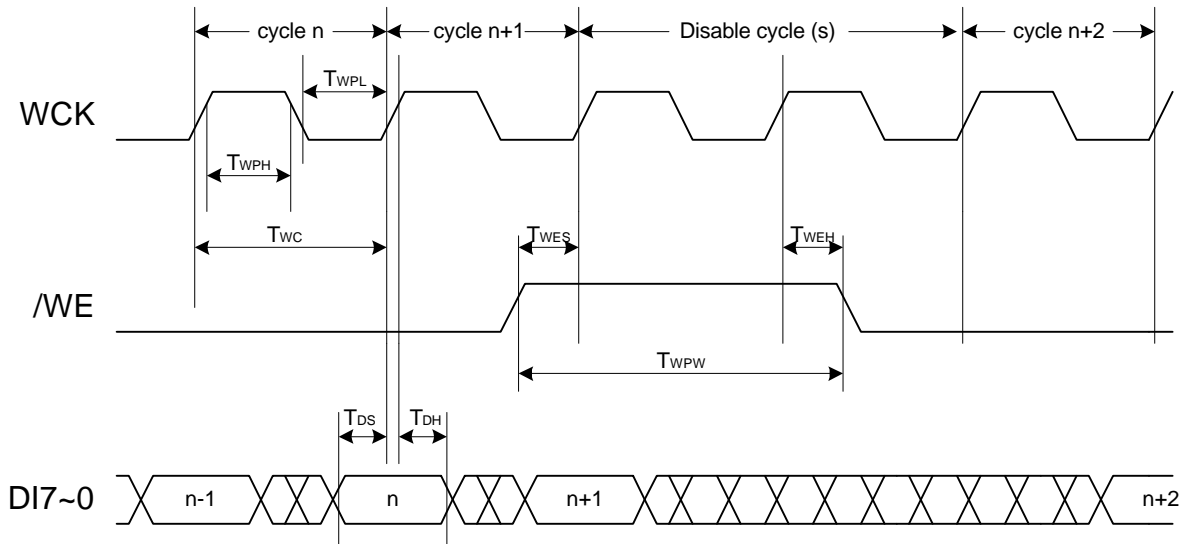 cycle n
cycle n+1
Disable cycle (s)
cycle n+2
TWPL
WCK
TWPH
TWC
TWES
TWEH
/WE
TWPW
TDS
TDH
DI7~0
n-1
n
n+1
n+2